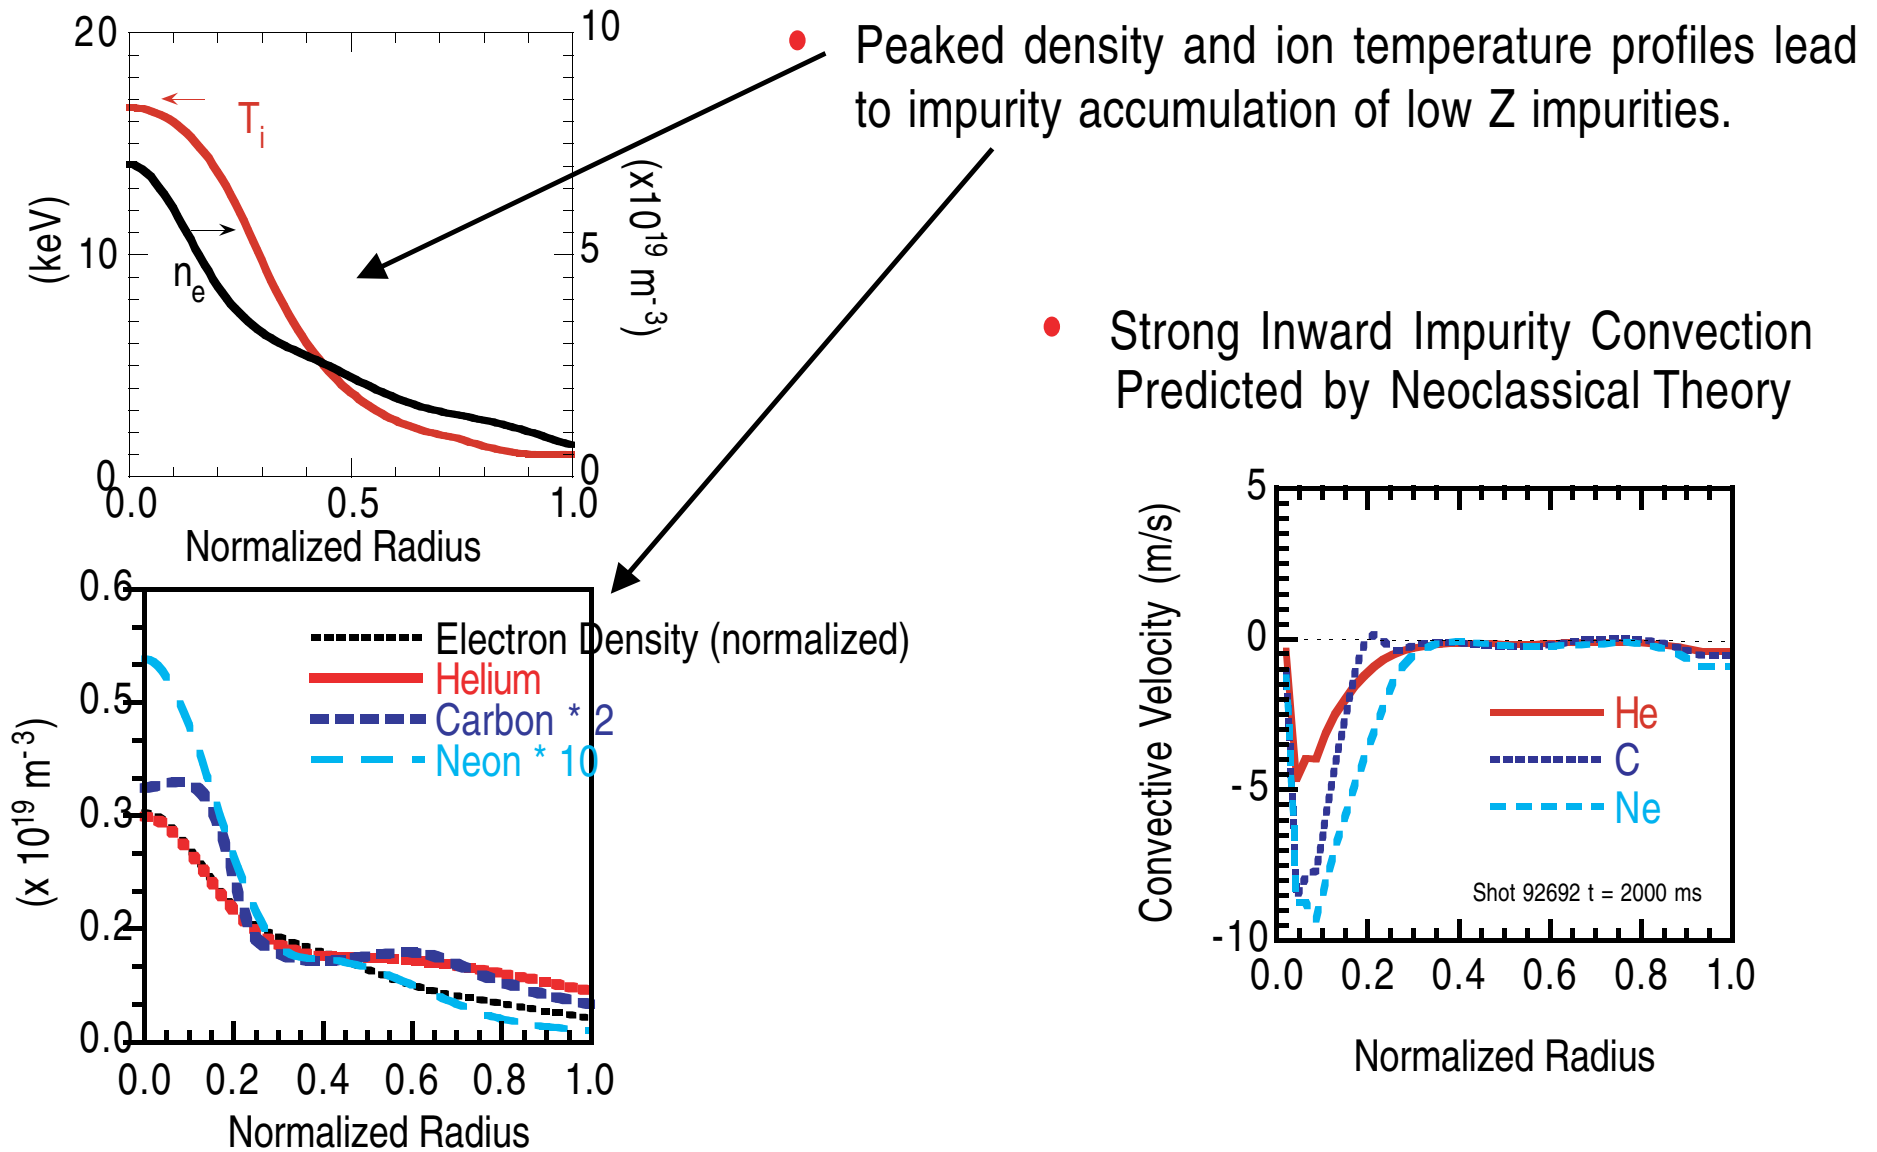 Peaked density and ion temperature profiles lead
to impurity accumulation of low Z impurities.
20
10
0
(keV)
10
5
0
(x10^19 m^-3)
T_i
n_e
0.0 0.5 1.0
Normalized Radius
0.6
0.5
0.3
0.2
0.0
(x 10^19 m^-3)
Electron Density (normalized)
Helium
Carbon * 2
Neon * 10
0.0 0.2 0.4 0.6 0.8 1.0
Normalized Radius
Strong Inward Impurity Convection
Predicted by Neoclassical Theory
5
0
-5
-10
Convective Velocity (m/s)
He
C
Ne
Shot 92692 t = 2000 ms
0.0 0.2 0.4 0.6 0.8 1.0
Normalized Radius